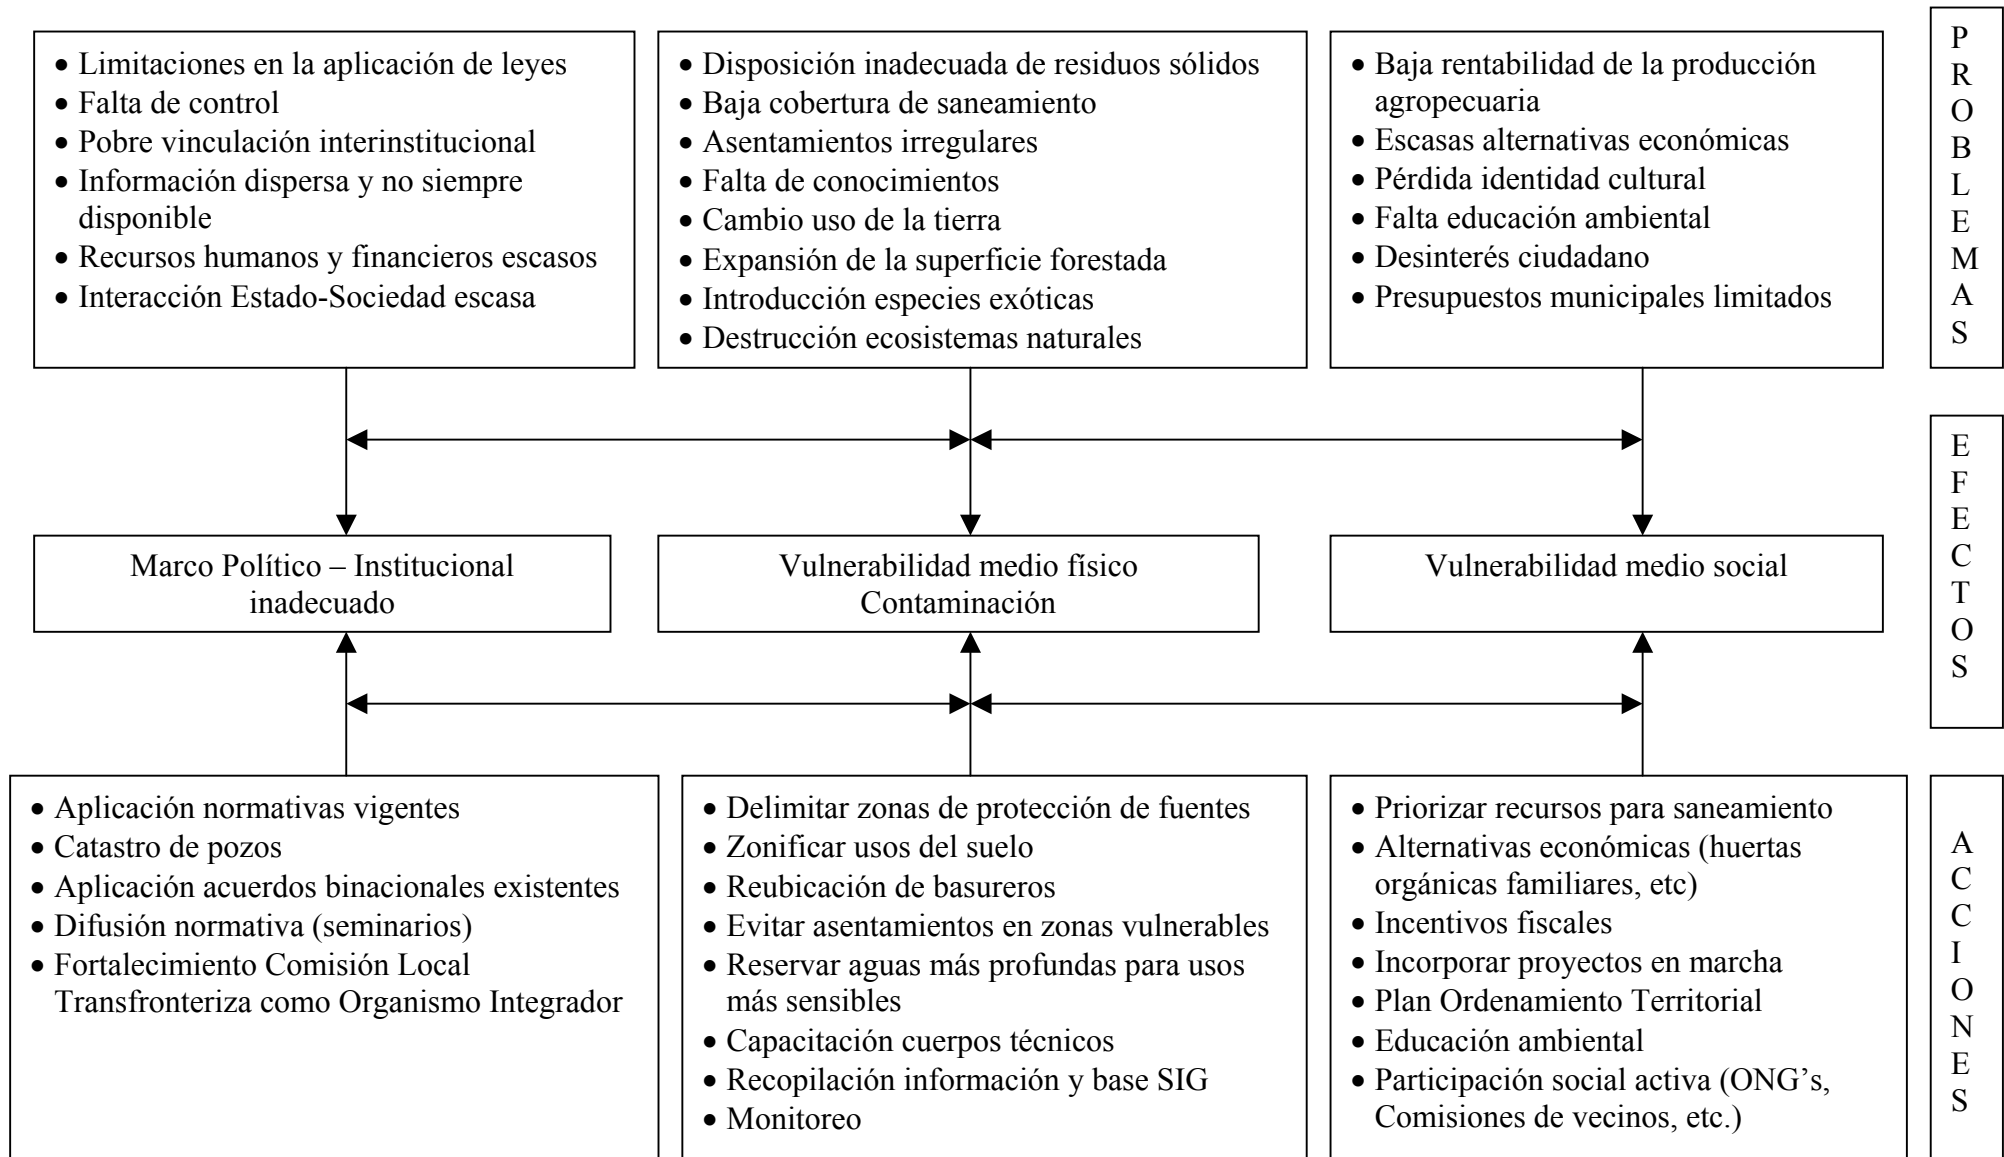 • Limitaciones en la aplicación de leyes
• Falta de control
• Pobre vinculación interinstitucional
• Información dispersa y no siempre
disponible
• Recursos humanos y financieros escasos
• Interacción Estado-Sociedad escasa
• Disposición inadecuada de residuos sólidos
• Baja cobertura de saneamiento
• Asentamientos irregulares
• Falta de conocimientos
• Cambio uso de la tierra
• Expansión de la superficie forestada
• Introducción especies exóticas
• Destrucción ecosistemas naturales
• Baja rentabilidad de la producción
agropecuaria
• Escasas alternativas económicas
• Pérdida identidad cultural
• Falta educación ambiental
• Desinterés ciudadano
• Presupuestos municipales limitados
P
R
O
B
L
E
M
A
S
Marco Político – Institucional
inadecuado
Vulnerabilidad medio físico
Contaminación
Vulnerabilidad medio social
E
F
E
C
T
O
S
• Aplicación normativas vigentes
• Catastro de pozos
• Aplicación acuerdos binacionales existentes
• Difusión normativa (seminarios)
• Fortalecimiento Comisión Local
Transfronteriza como Organismo Integrador
• Delimitar zonas de protección de fuentes
• Zonificar usos del suelo
• Reubicación de basureros
• Evitar asentamientos en zonas vulnerables
• Reservar aguas más profundas para usos
más sensibles
• Capacitación cuerpos técnicos
• Recopilación información y base SIG
• Monitoreo
• Priorizar recursos para saneamiento
• Alternativas económicas (huertas
orgánicas familiares, etc)
• Incentivos fiscales
• Incorporar proyectos en marcha
• Plan Ordenamiento Territorial
• Educación ambiental
• Participación social activa (ONG’s,
Comisiones de vecinos, etc.)
A
C
C
I
O
N
E
S